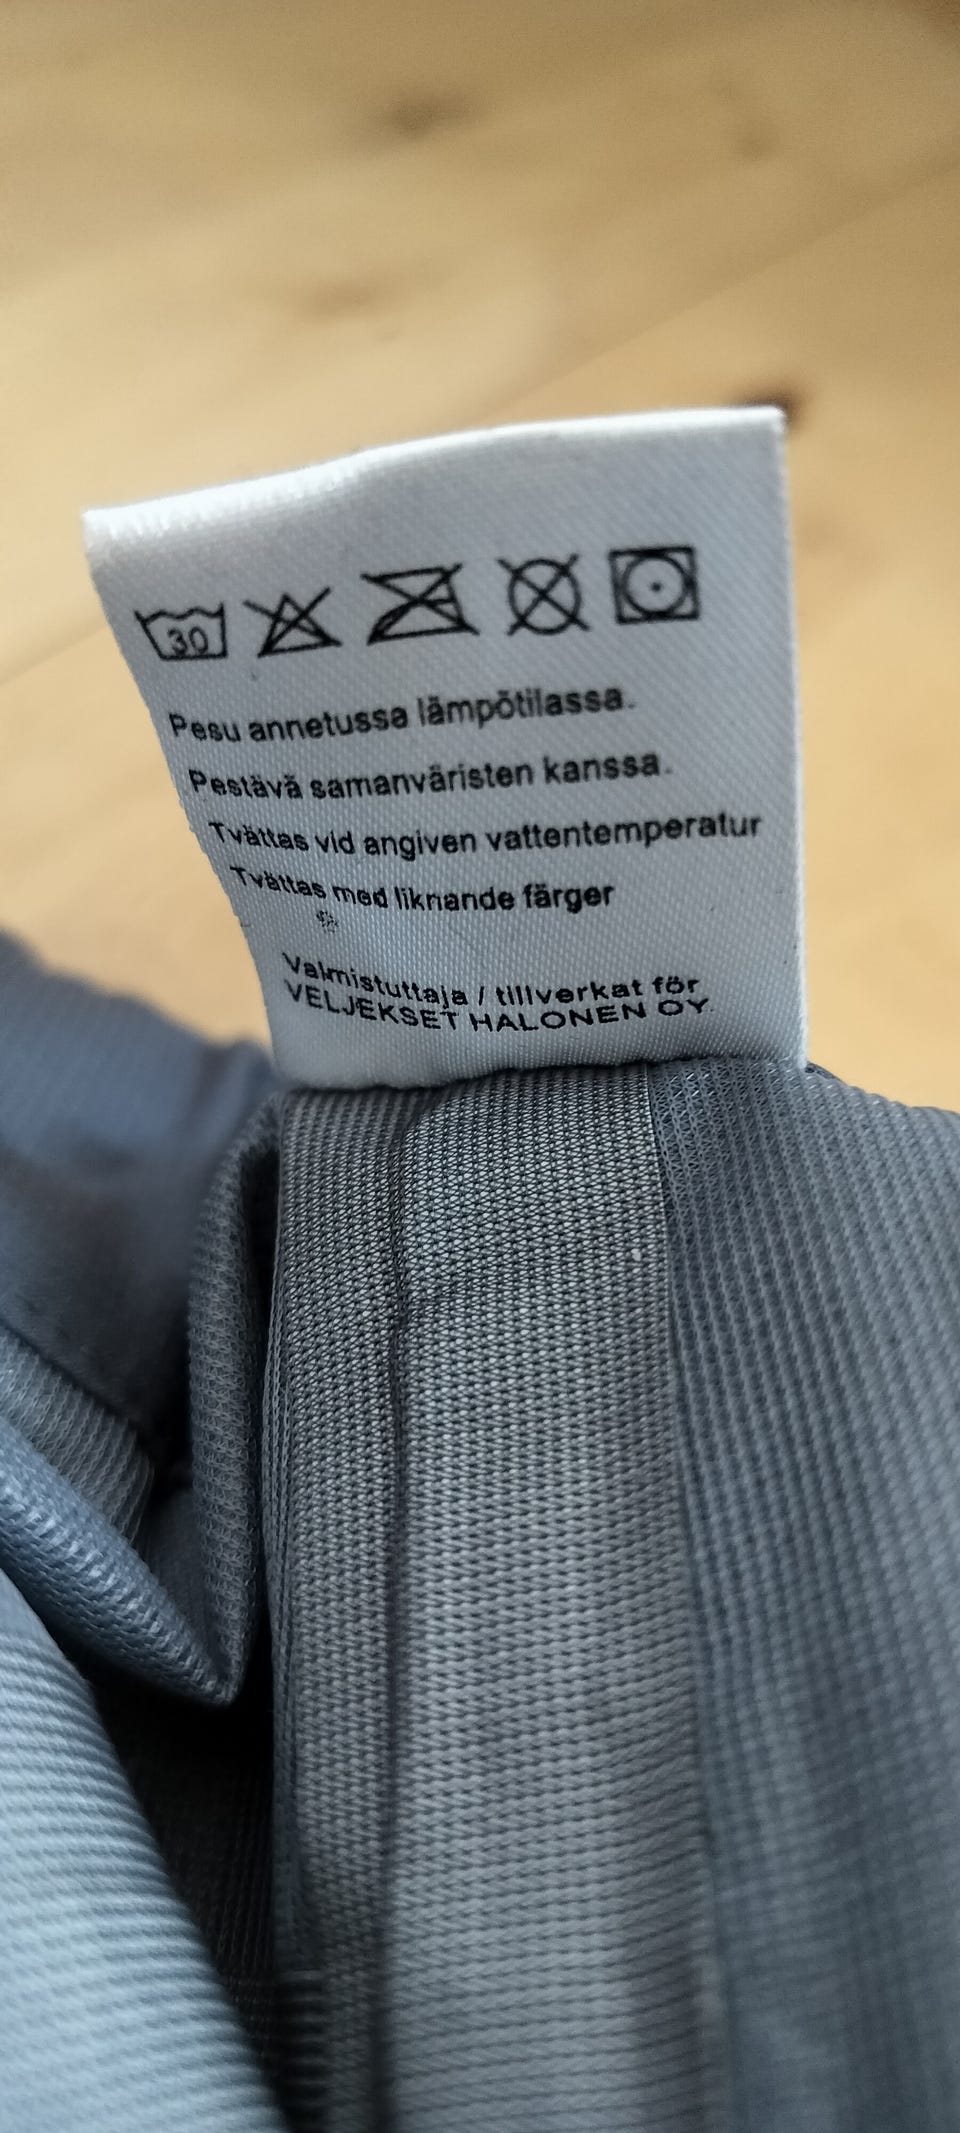 30
Pesu annetussa lämpötilassa.
Pestävä samanväristen kanssa.
Tvättas vid angiven vattentemperatur
Tvättas med liknande färger
Valmistuttaja / tillverkat för
VELJEKSET HALONEN OY.